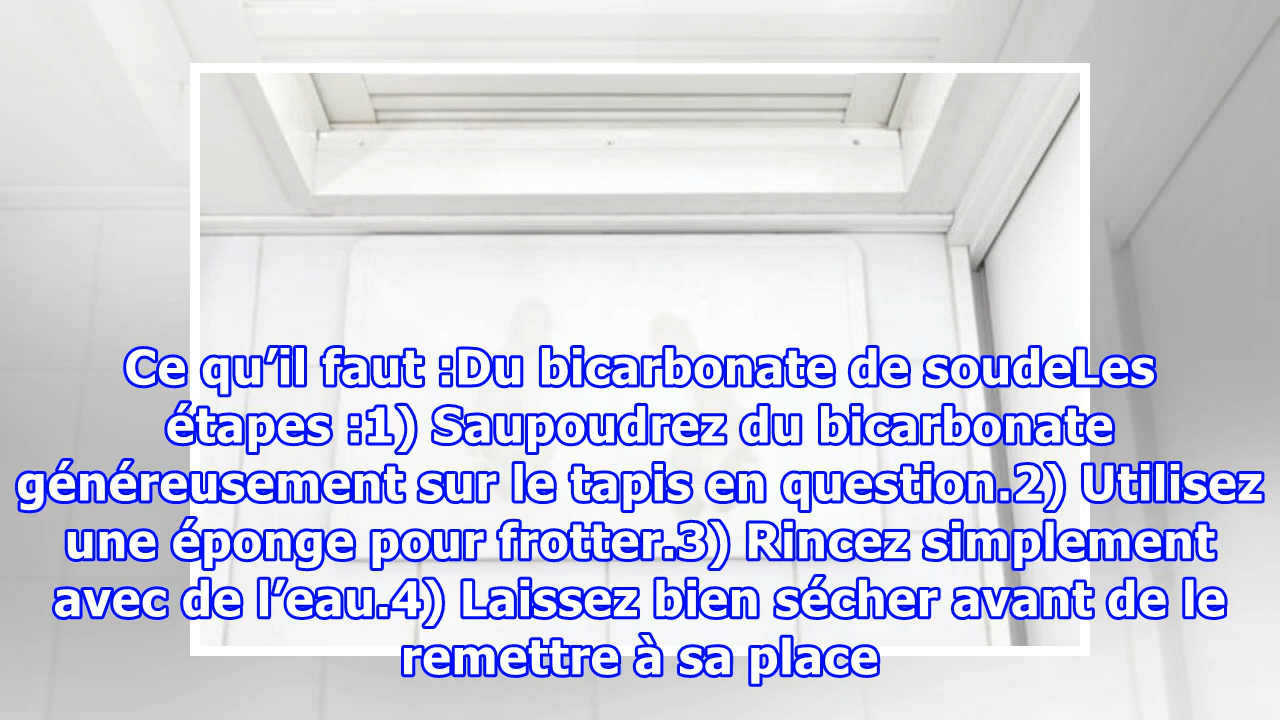 Ce qu’il faut :Du bicarbonate de soudeLes
étapes :1) Saupoudrez du bicarbonate
généreusement sur le tapis en question.2) Utilisez
une éponge pour frotter.3) Rincez simplement
avec de l’eau.4) Laissez bien sécher avant de le
remettre à sa place